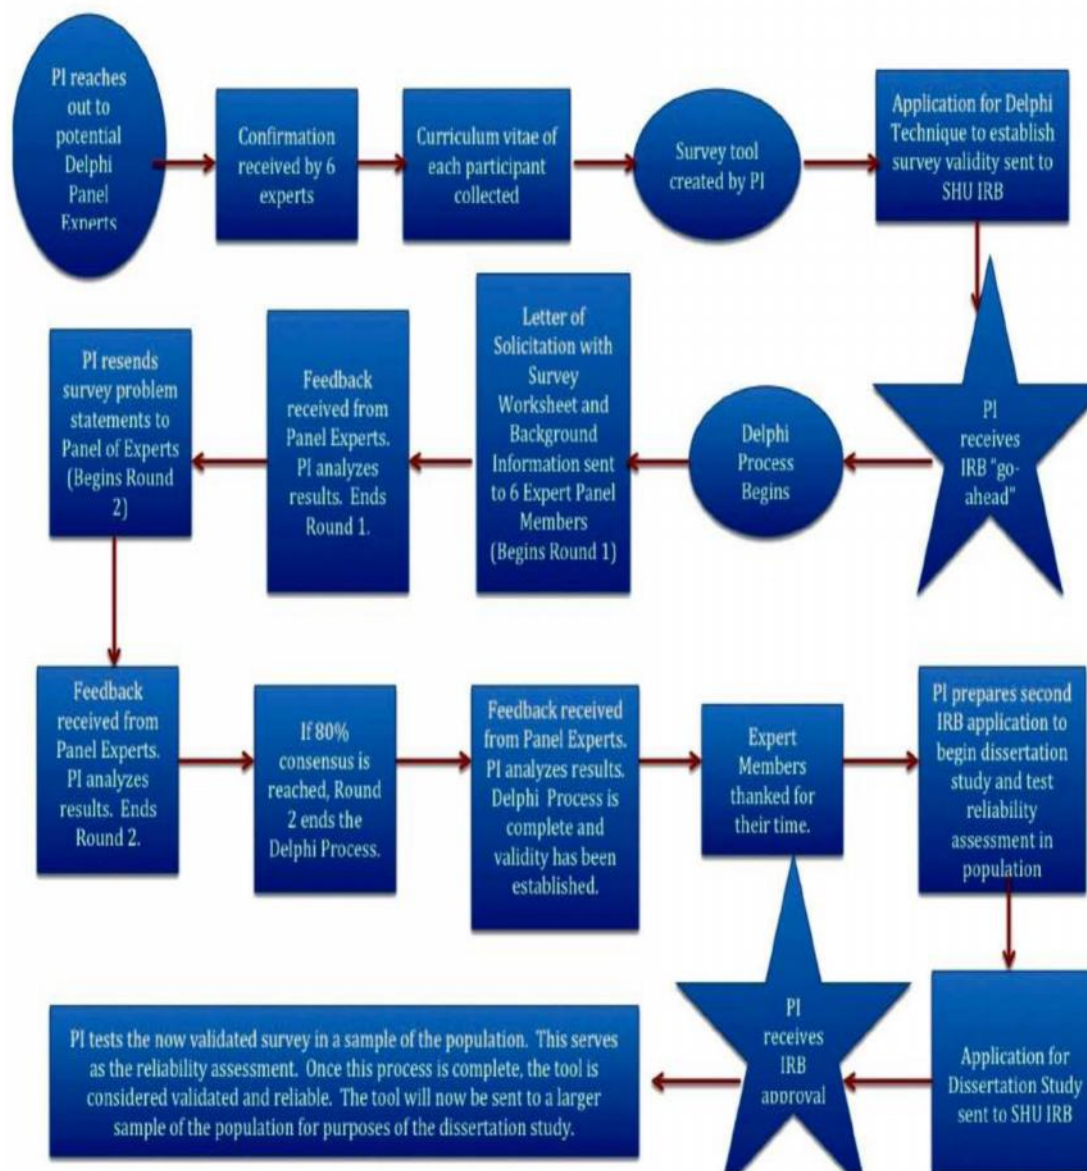 PI reaches
out to
potential
Delphi
Panel
Experts
Confirmation
received by 6
experts
Curriculum vitae of
each participant
collected
Survey tool
created by PI
Application for Delphi
Technique to establish
survey validity sent to
SHU IRB
PI
receives
IRB "go-
ahead"
Delphi
Process
Begins
Letter of
Solicitation with
Survey
Worksheet and
Background
Information sent
to 6 Expert Panel
Members
(Begins Round 1)
Feedback
received from
Panel Experts.
PI analyzes
results. Ends
Round 1.
PI resends
survey problem
statements to
Panel of Experts
(Begins Round
2)
Feedback
received from
Panel Experts.
PI analyzes
results. Ends
Round 2.
If 80%
consensus is
reached, Round
2 ends the
Delphi Process.
Feedback received
from Panel Experts.
PI analyzes results.
Delphi Process is
complete and
validity has been
established.
Expert
Members
thanked for
their time.
PI prepares second
IRB application to
begin dissertation
study and test
reliability
assessment in
population
Application for
Dissertation Study
sent to SHU IRB
PI
receives
IRB
approval
PI tests the now validated survey in a sample of the population. This serves
as the reliability assessment. Once this process is complete, the tool is
considered validated and reliable. The tool will now be sent to a larger
sample of the population for purposes of the dissertation study.